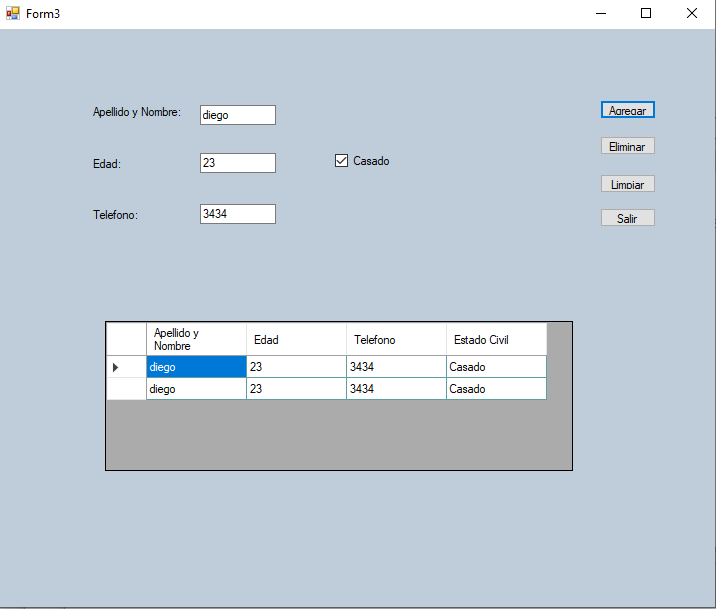 Form3
Apellido y Nombre: diego Agregar
Eliminar
Edad: 23 Casado
Limpiar
Telefono: 3434 Salir
Apellido y Nombre Edad Telefono Estado Civil
diego 23 3434 Casado
diego 23 3434 Casado